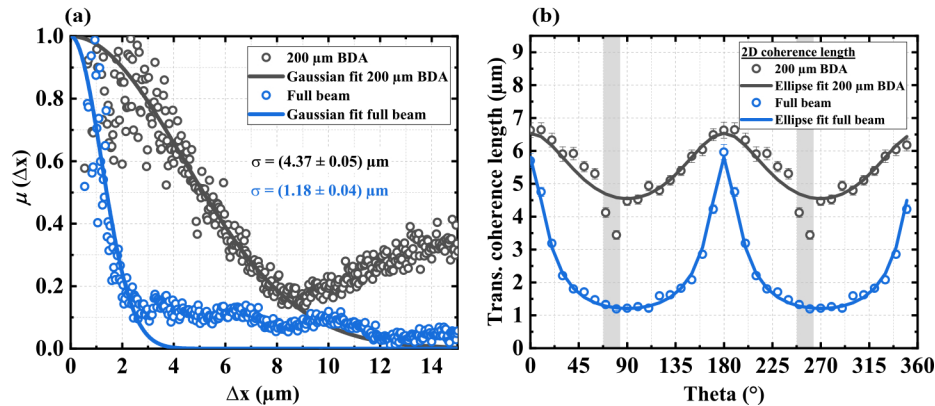 (a)
μ (Δx)
1.0
0.8
0.6
0.4
0.2
0.0
200 µm BDA
Gaussian fit 200 µm BDA
Full beam
Gaussian fit full beam
σ = (4.37 ± 0.05) µm
σ = (1.18 ± 0.04) µm
0 2 4 6 8 10 12 14
Δx (µm)
(b)
Trans. coherence length (µm)
9
8
7
6
5
4
3
2
1
0
2D coherence length
200 µm BDA
Ellipse fit 200 µm BDA
Full beam
Ellipse fit full beam
0 45 90 135 180 225 270 315 360
Theta (°)